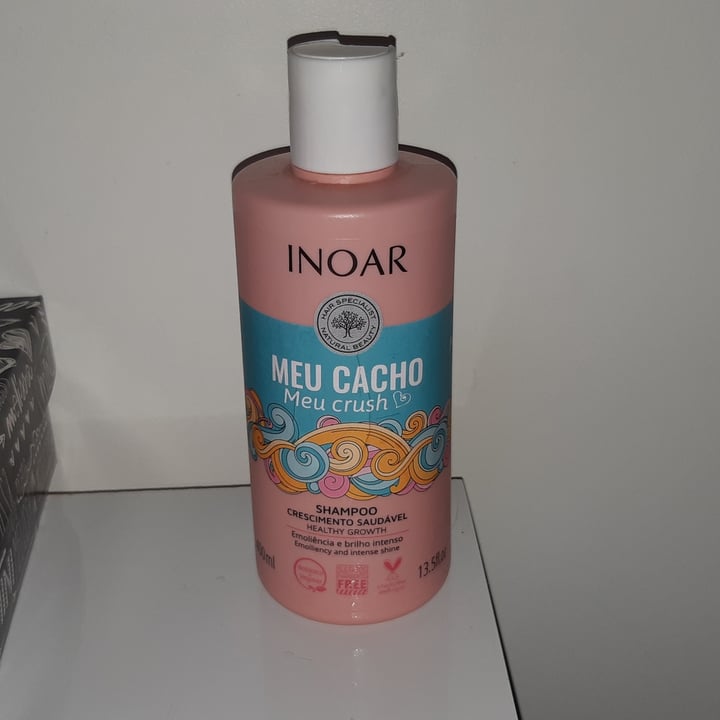 INOAR
HAIR SPECIALIST
NATURAL BEAUTY
MEU CACHO
Meu crush
SHAMPOO
CRESCIMENTO SAUDÁVEL
HEALTHY GROWTH
Emoliência e brilho intenso
Emolliency and intense shine
13.5fl.oz
FREE